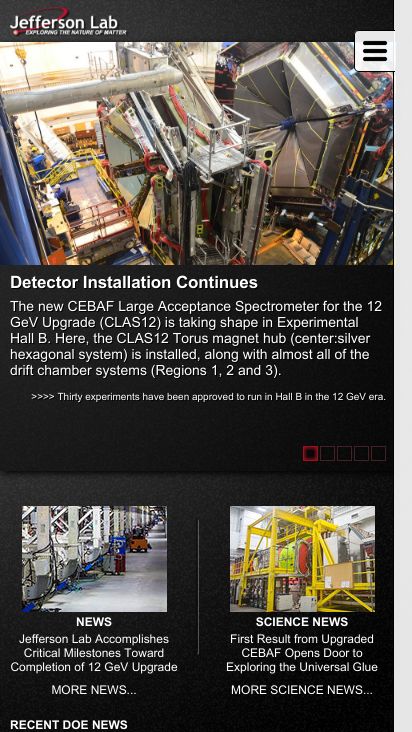 Jefferson Lab
EXPLORING THE NATURE OF MATTER
Detector Installation Continues
The new CEBAF Large Acceptance Spectrometer for the 12
GeV Upgrade (CLAS12) is taking shape in Experimental
Hall B. Here, the CLAS12 Torus magnet hub (center:silver
hexagonal system) is installed, along with almost all of the
drift chamber systems (Regions 1, 2 and 3).
>>>> Thirty experiments have been approved to run in Hall B in the 12 GeV era.
NEWS
Jefferson Lab Accomplishes
Critical Milestones Toward
Completion of 12 GeV Upgrade
MORE NEWS...
SCIENCE NEWS
First Result from Upgraded
CEBAF Opens Door to
Exploring the Universal Glue
MORE SCIENCE NEWS...
RECENT DOE NEWS